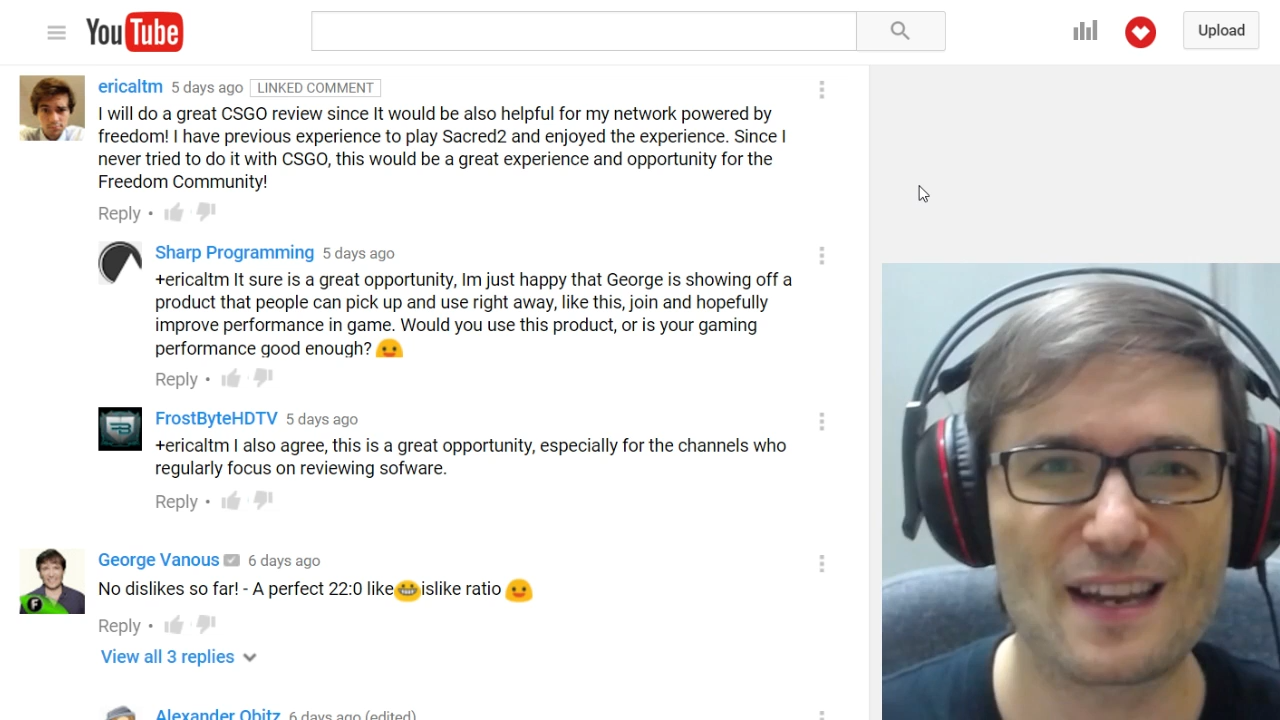 YouTube
Upload
ericaltm 5 days ago LINKED COMMENT
I will do a great CSGO review since It would be also helpful for my network powered by
freedom! I have previous experience to play Sacred2 and enjoyed the experience. Since I
never tried to do it with CSGO, this would be a great experience and opportunity for the
Freedom Community!
Reply •
Sharp Programming 5 days ago
+ericaltm It sure is a great opportunity, Im just happy that George is showing off a
product that people can pick up and use right away, like this, join and hopefully
improve performance in game. Would you use this product, or is your gaming
performance good enough? 😛
Reply •
FrostByteHDTV 5 days ago
+ericaltm I also agree, this is a great opportunity, especially for the channels who
regularly focus on reviewing sofware.
Reply •
George Vanous 6 days ago
No dislikes so far! - A perfect 22:0 like😁islike ratio 😛
Reply •
View all 3 replies
Alexander Obitz 6 days ago (edited)